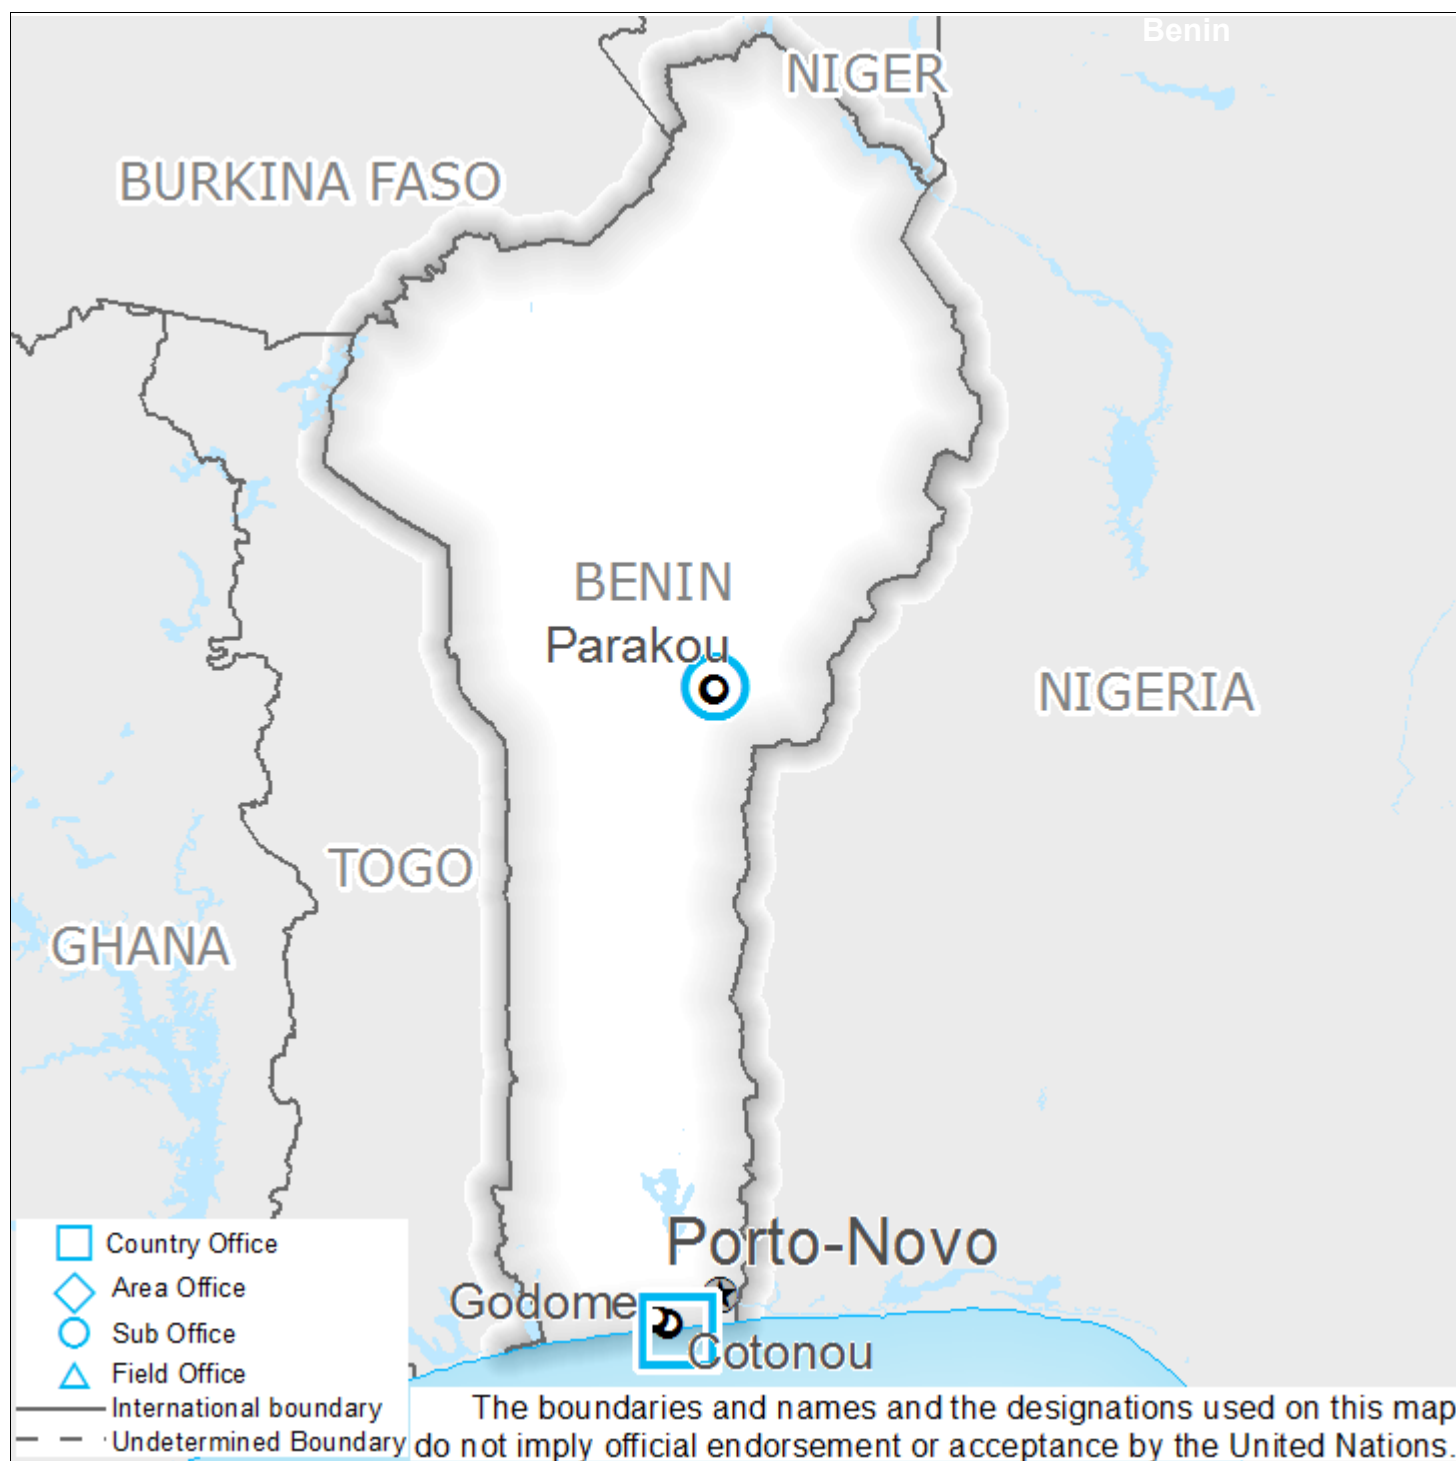 Benin
NIGER
BURKINA FASO
BENIN
Parakou
NIGERIA
TOGO
GHANA
Porto-Novo
Godome
Cotonou
Country Office
Area Office
Sub Office
Field Office
International boundary
Undetermined Boundary
The boundaries and names and the designations used on this map
do not imply official endorsement or acceptance by the United Nations.